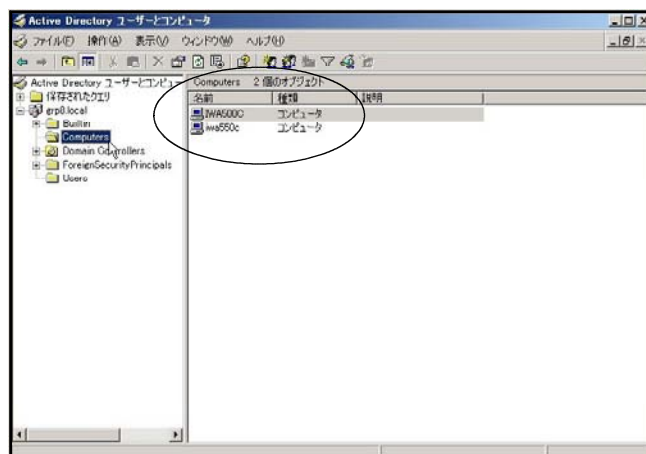 Active Directory ユーザーとコンピュータ
ファイル(F) 操作(A) 表示(V) ウィンドウ(W) ヘルプ(H)
Active Directory ユーザーとコンピュー
保存されたクエリ
erp0.local
Builtin
Computers
Domain Controllers
ForeignSecurityPrincipals
Users
Computers 2 個のオブジェクト
名前 種類 説明
IWA500C コンピュータ
iwa550c コンピュータ